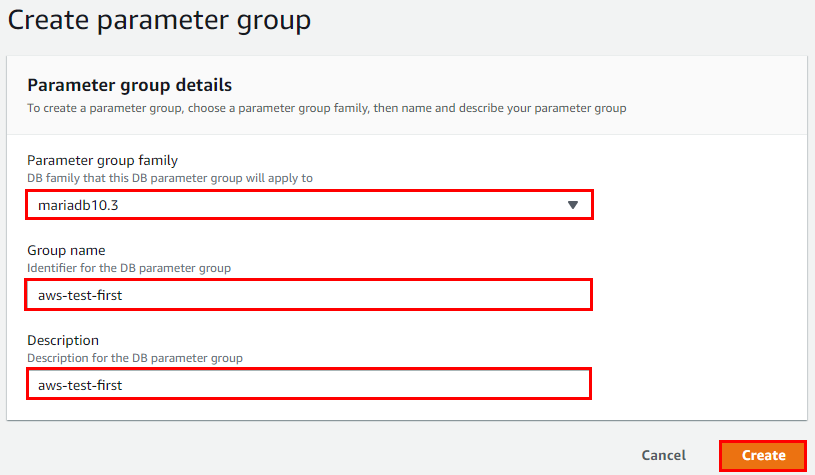 Create parameter group
Parameter group details
To create a parameter group, choose a parameter group family, then name and describe your parameter group
Parameter group family
DB family that this DB parameter group will apply to
mariadb10.3
Group name
Identifier for the DB parameter group
aws-test-first
Description
Description for the DB parameter group
aws-test-first
Cancel
Create